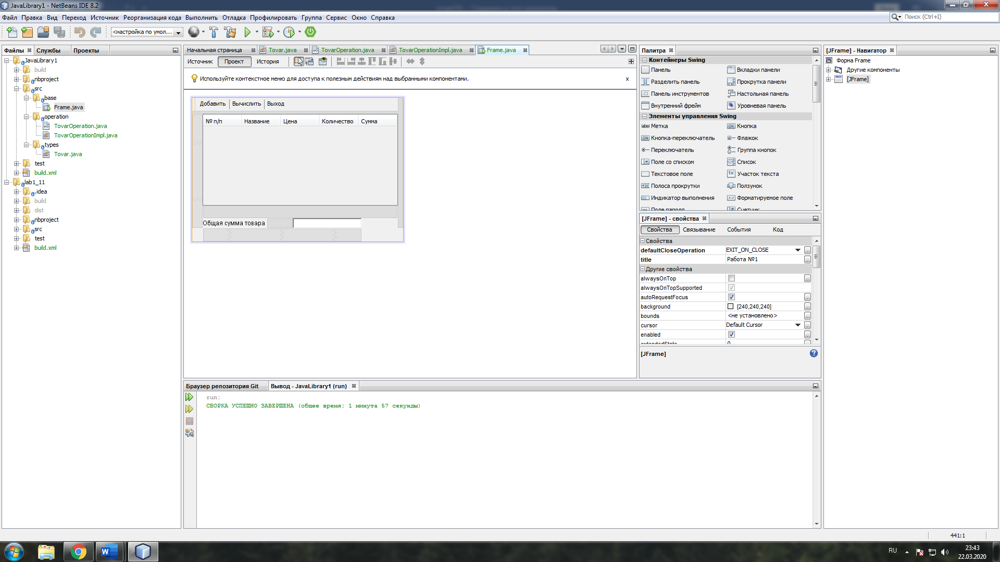 JavaLibrary1 - NetBeans IDE 8.2
Файл Правка Вид Переход Источник Реорганизация кода Выполнить Отладка Профилировать Группа Сервис Окно Справка
Поиск (Ctrl+I)
<настройка по умол...
Файлы Службы Проекты
JavaLibrary1
build
nbproject
src
base
Frame.java
operation
TovarOperation.java
TovarOperationImpl.java
types
Tovar.java
test
build.xml
lab1_11
.idea
build
dist
nbproject
src
test
build.xml
Начальная страница Tovar.java TovarOperation.java TovarOperationImpl.java Frame.java
Источник Проект История
Используйте контекстное меню для доступа к полезным действиям над выбранными компонентами. x
Добавить Вычислить Выход
№ п/п Название Цена Количество Сумма
Общая сумма товара
Палитра
Контейнеры Swing
Панель Вкладки панели
Разделить панель Прокрутка панели
Панель инструментов Настольная панель
Внутренний фрейм Уровневая панель
Элементы управления Swing
label Метка OK Кнопка
ON Кнопка-переключатель Флажок
Переключатель Группа кнопок
Поле со списком Список
Текстовое поле Участок текста
Полоса прокрутки Ползунок
Индикатор выполнения Форматируемое поле
Поле пароля Счетчик
[JFrame] - свойства
Свойства Связывание События Код
Свойства
defaultCloseOperation EXIT_ON_CLOSE
title Работа №1
Другие свойства
alwaysOnTop
alwaysOnTopSupported
autoRequestFocus
background [240,240,240]
bounds <не установлено>
cursor Default Cursor
enabled
extendedState 0
[JFrame]
[JFrame] - Навигатор
Форма Frame
Другие компоненты
[JFrame]
Браузер репозитория Git Вывод - JavaLibrary1 (run)
run:
СБОРКА УСПЕШНО ЗАВЕРШЕНА (общее время: 1 минута 57 секунды)
441:1
RU
23:43
22.03.2020